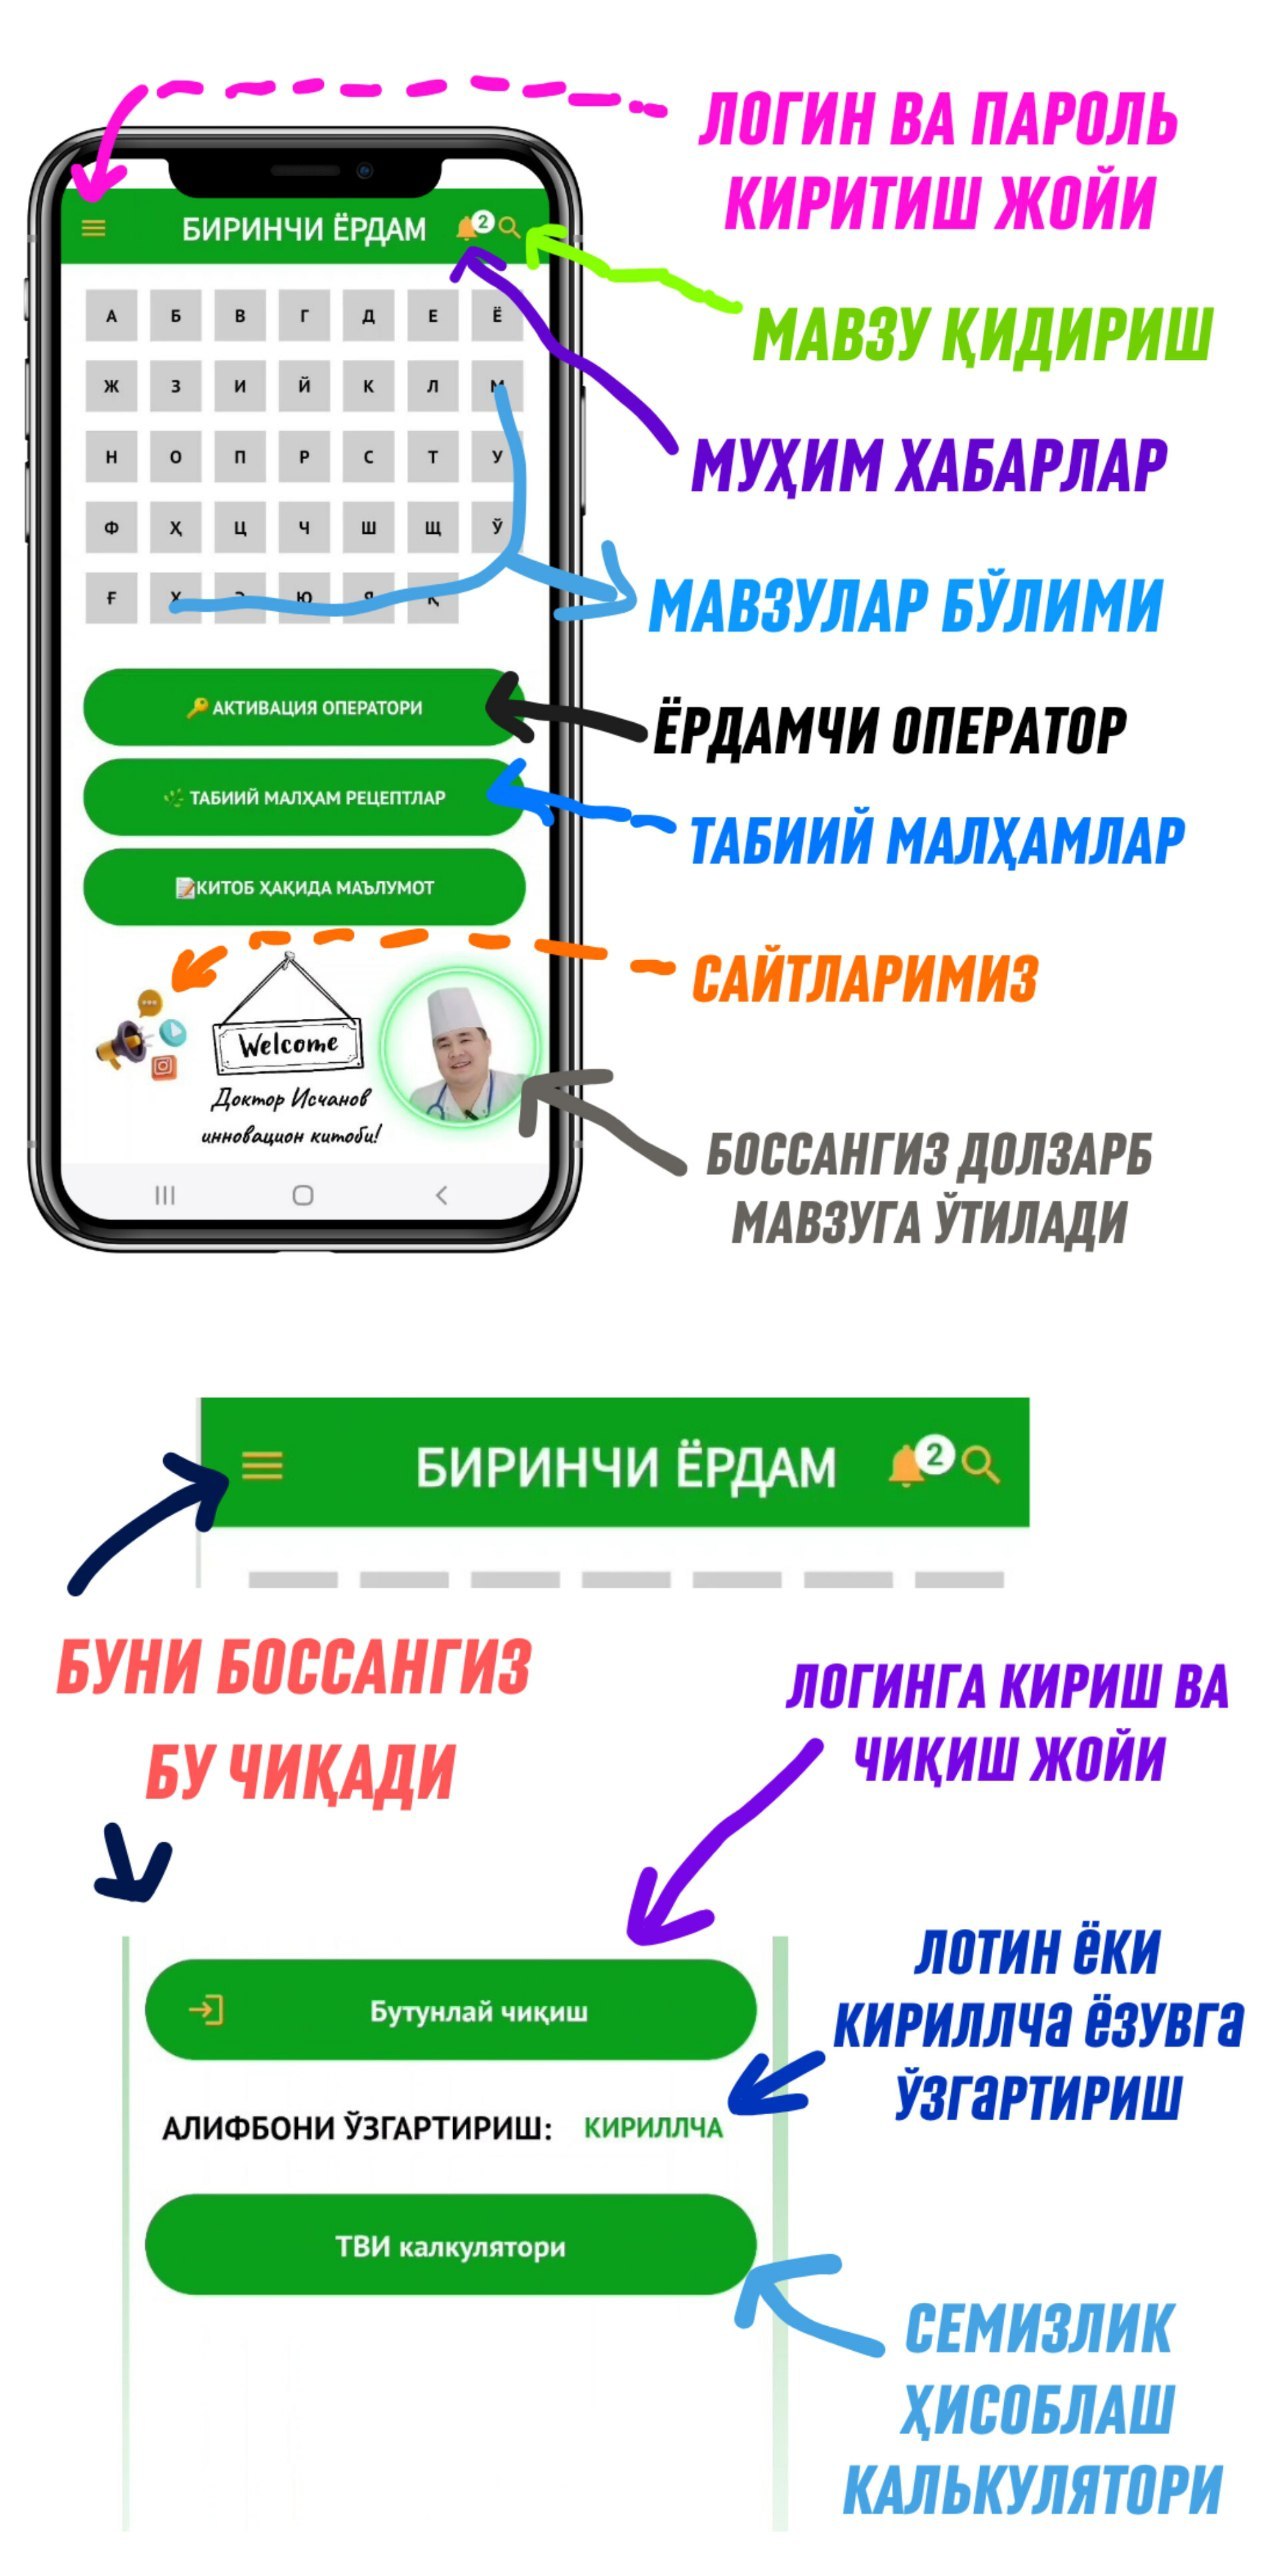 ЛОГИН ВА ПАРОЛЬ
КИРИТИШ ЖОЙИ
БИРИНЧИ ЁРДАМ 2
МАВЗУ ҚИДИРИШ
А Б В Г Д Е Ё
Ж З И Й К Л М
МУҲИМ ХАБАРЛАР
Н О П Р С Т У
Ф Ҳ Ц Ч Ш Щ Ў
Ғ Х Э Ю Я Қ
МАВЗУЛАР БЎЛИМИ
АКТИВАЦИЯ ОПЕРАТОРИ
ЁРДАМЧИ ОПЕРАТОР
ТАБИИЙ МАЛҲАМ РЕЦЕПТЛАР
ТАБИИЙ МАЛҲАМЛАР
КИТОБ ҲАҚИДА МАЪЛУМОТ
САЙТЛАРИМИЗ
Welcome
Доктор Исчанов
инновацион китоби!
БОССАНГИЗ ДОЛЗАРБ
МАВЗУГА ЎТИЛАДИ
БИРИНЧИ ЁРДАМ 2
БУНИ БОССАНГИЗ
БУ ЧИҚАДИ
ЛОГИНГА КИРИШ ВА
ЧИҚИШ ЖОЙИ
Бутунлай чиқиш
ЛОТИН ЁКИ
КИРИЛЛЧА ЁЗУВГА
ЎЗГАРТИРИШ
АЛИФБОНИ ЎЗГАРТИРИШ: КИРИЛЛЧА
ТВИ калкулятори
СЕМИЗЛИК
ҲИСОБЛАШ
КАЛЬКУЛЯТОРИ